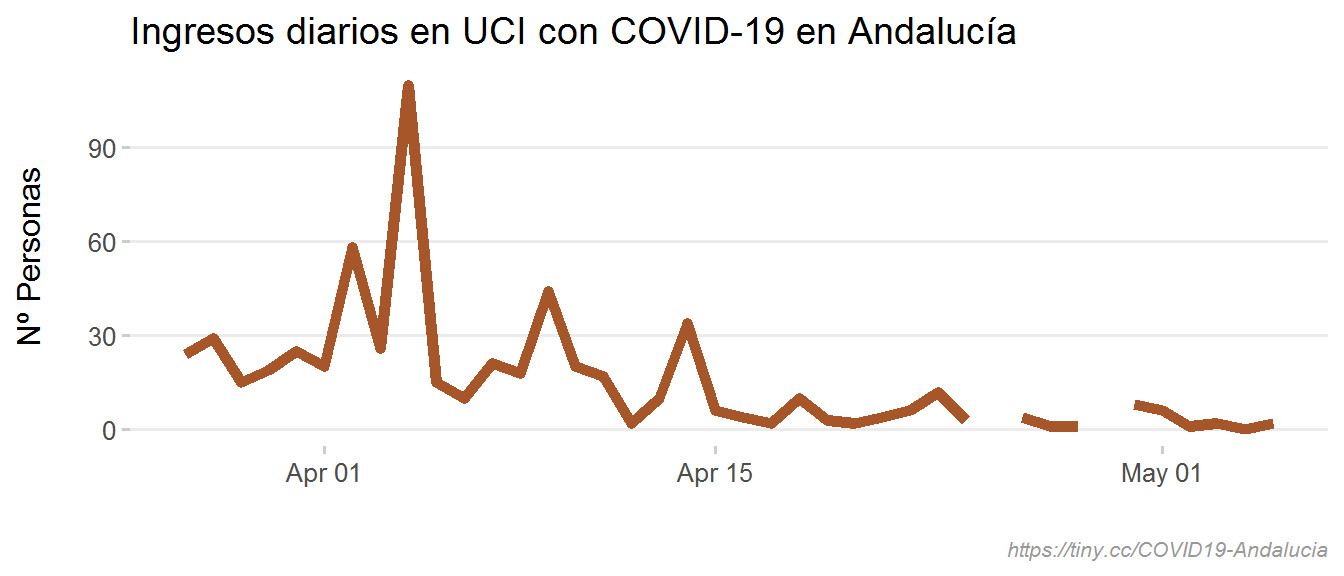 Ingresos diarios en UCI con COVID-19 en Andalucía
Nº Personas
90
60
30
0
Apr 01
Apr 15
May 01
https://tiny.cc/COVID19-Andalucia